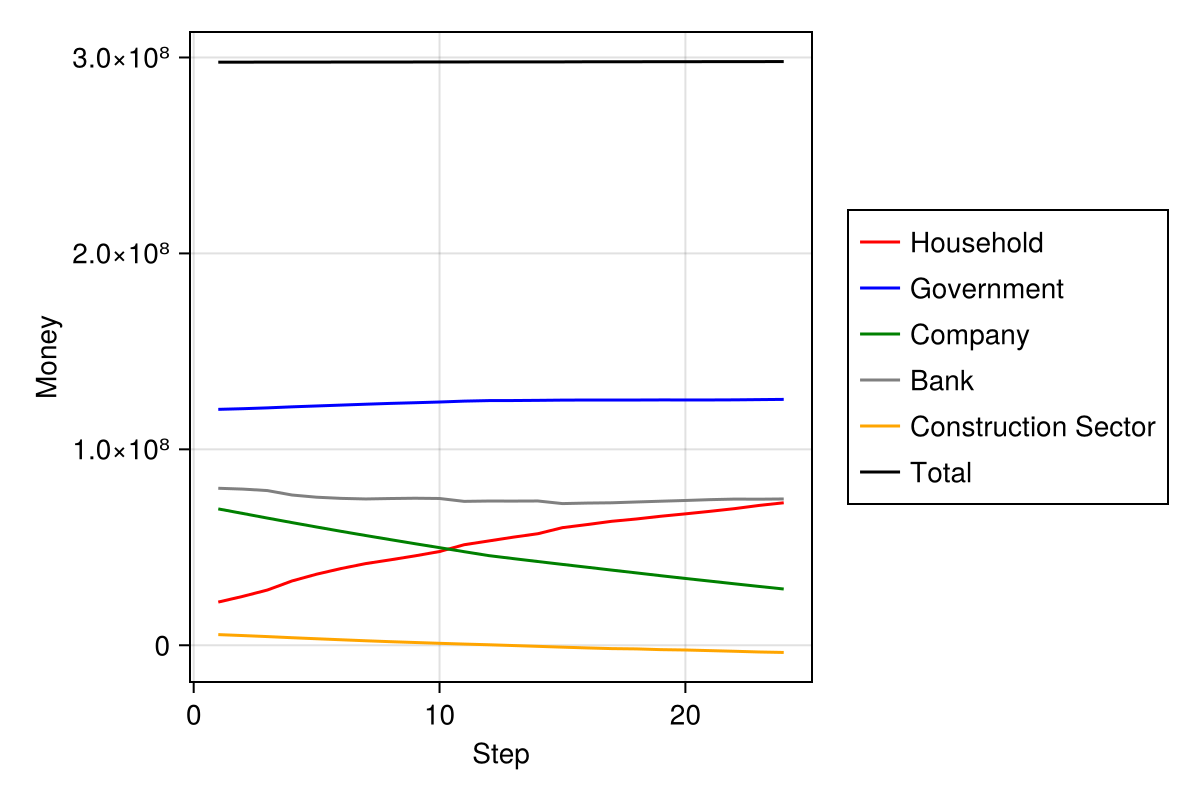 3.0×10⁸
2.0×10⁸
1.0×10⁸
0
Money
0
10
20
Step
Household
Government
Company
Bank
Construction Sector
Total